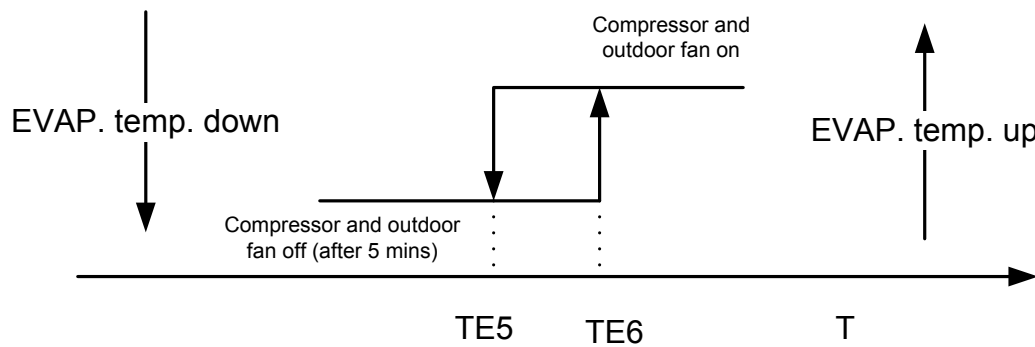 Compressor and
outdoor fan on
EVAP. temp. down
EVAP. temp. up
Compressor and outdoor
fan off (after 5 mins)
TE5
TE6
T